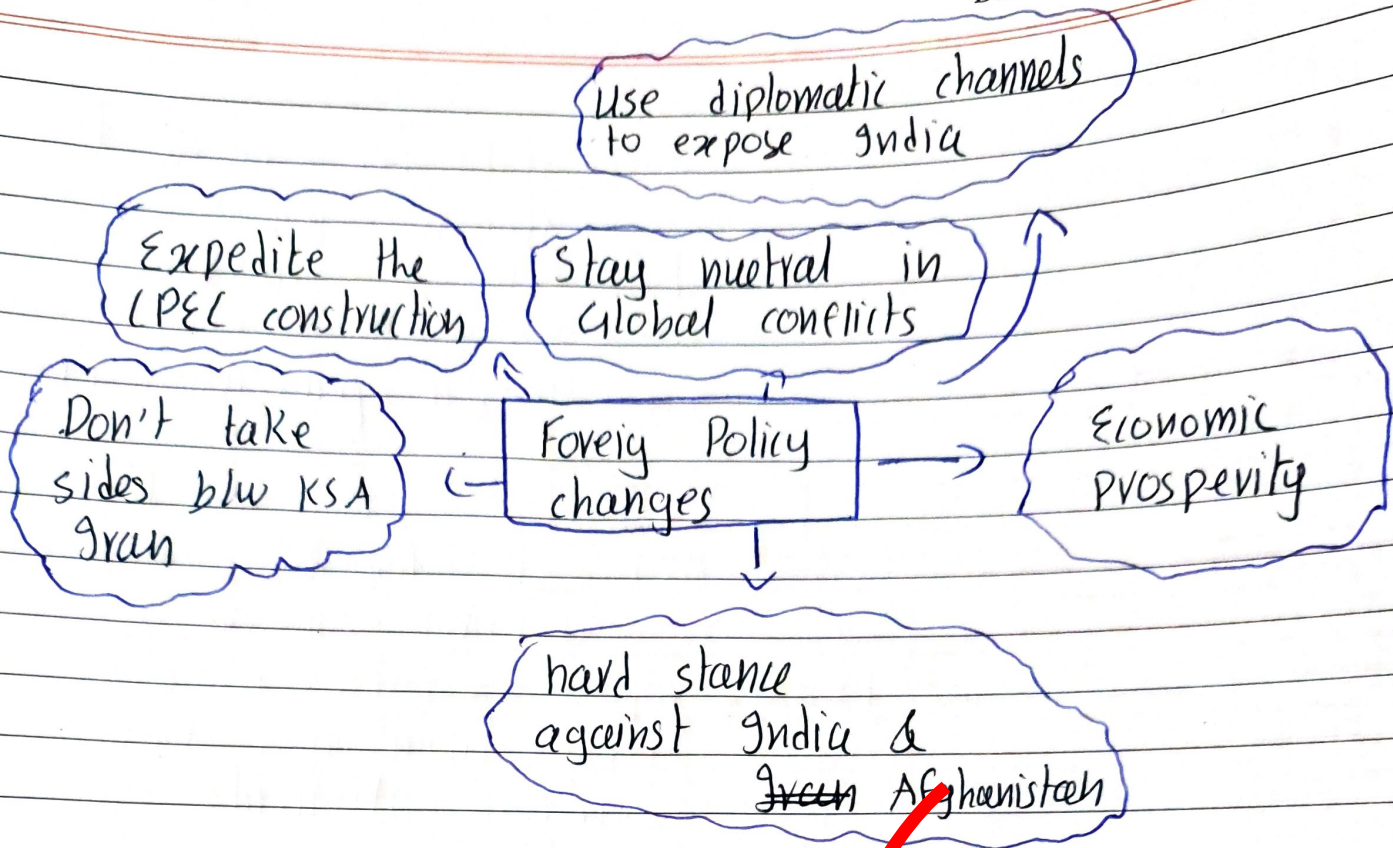 use diplomatic channels
to expose India
Expedite the
CPEC construction
Stay nuetral in
Global conflicts
Don't take
sides b/w KSA
Iran
Foreig Policy
changes
Economic
prosperity
hard stance
against India &
Iran Afghanistan